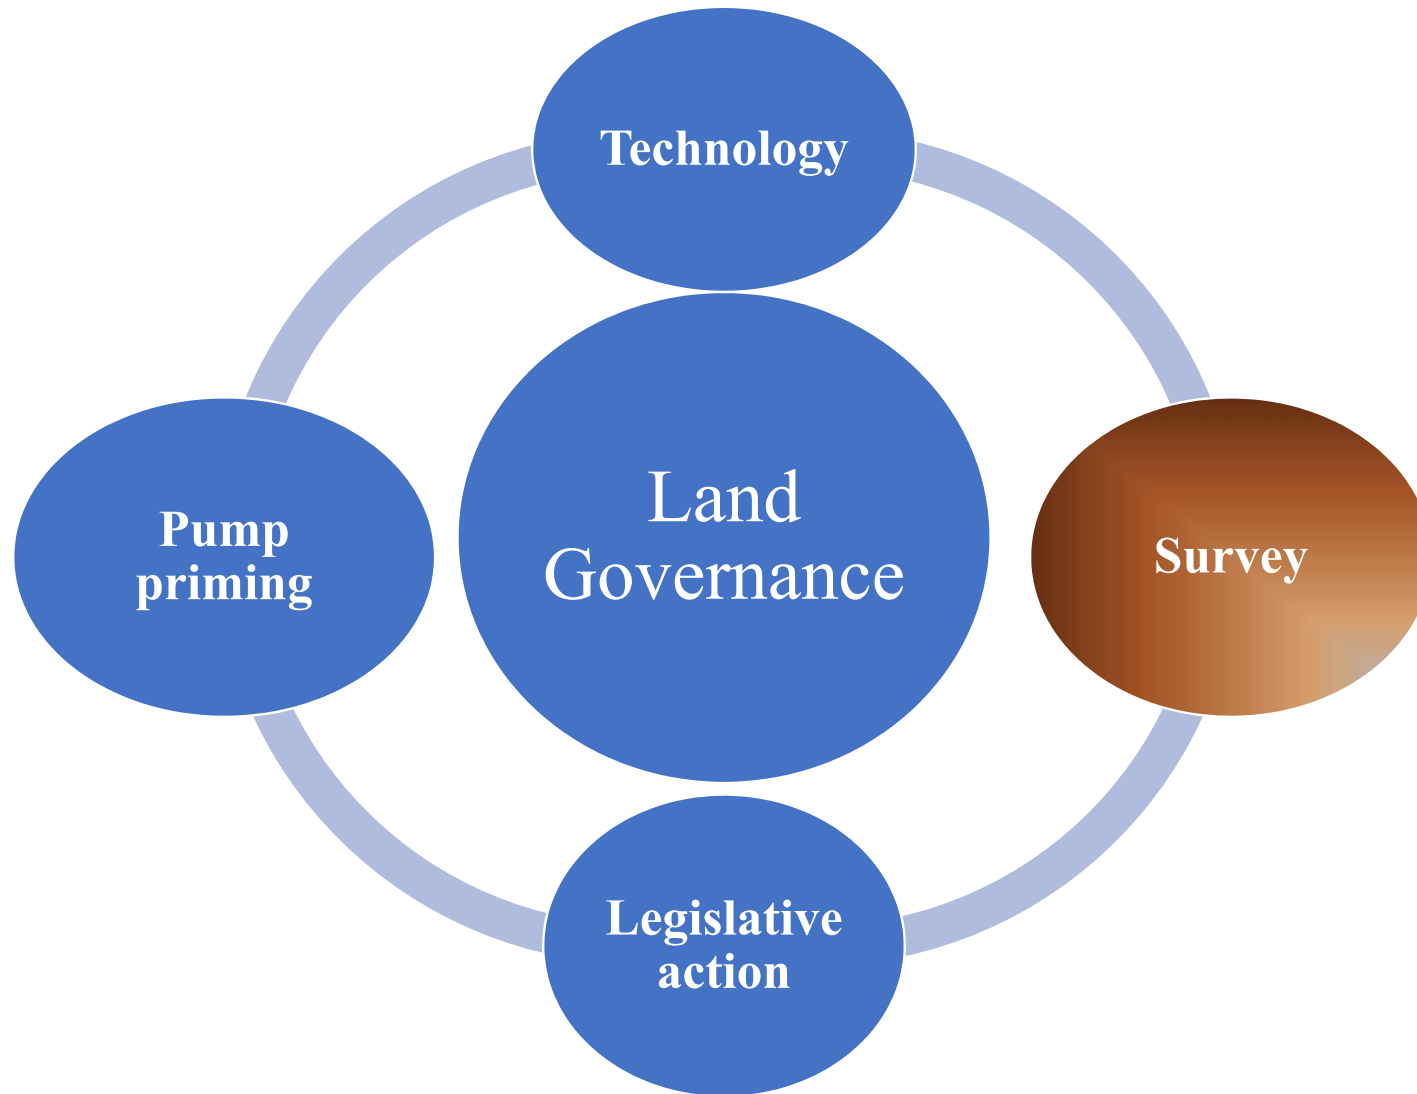 Technology
Land
Governance
Pump
priming
Survey
Legislative
action